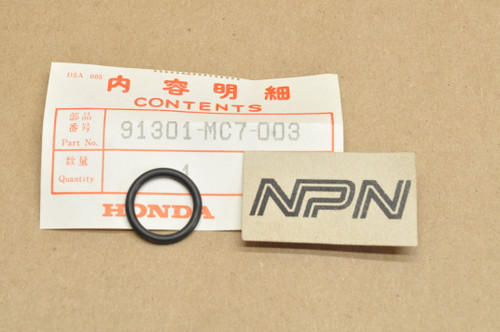 DSA 005
内容明細
CONTENTS
部品
番号
Part No.
91301-MC7-003
数量
Quantity
1
HONDA
NPN